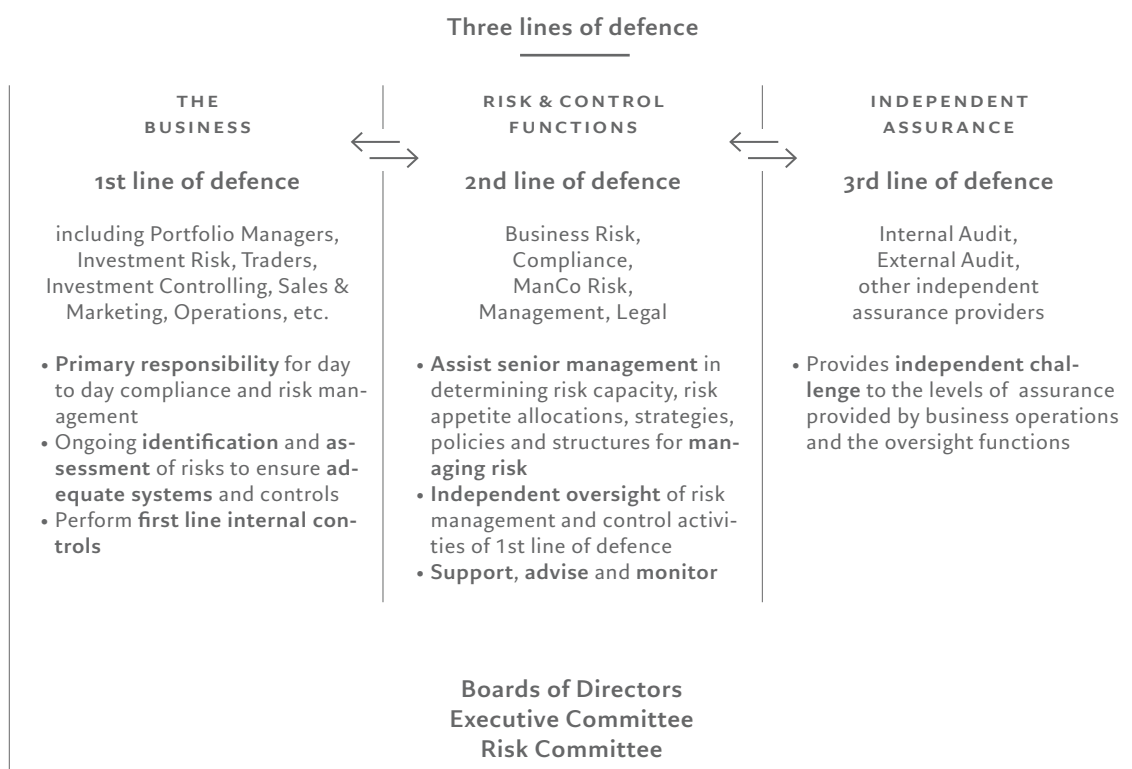 Three lines of defence
THE
BUSINESS
1st line of defence
including Portfolio Managers,
Investment Risk, Traders,
Investment Controlling, Sales &
Marketing, Operations, etc.
• Primary responsibility for day
to day compliance and risk man-
agement
• Ongoing identification and as-
sessment of risks to ensure ad-
equate systems and controls
• Perform first line internal con-
trols
RISK & CONTROL
FUNCTIONS
2nd line of defence
Business Risk,
Compliance,
ManCo Risk,
Management, Legal
• Assist senior management in
determining risk capacity, risk
appetite allocations, strategies,
policies and structures for man-
aging risk
• Independent oversight of risk
management and control activi-
ties of 1st line of defence
• Support, advise and monitor
INDEPENDENT
ASSURANCE
3rd line of defence
Internal Audit,
External Audit,
other independent
assurance providers
• Provides independent chal-
lenge to the levels of assurance
provided by business operations
and the oversight functions
Boards of Directors
Executive Committee
Risk Committee